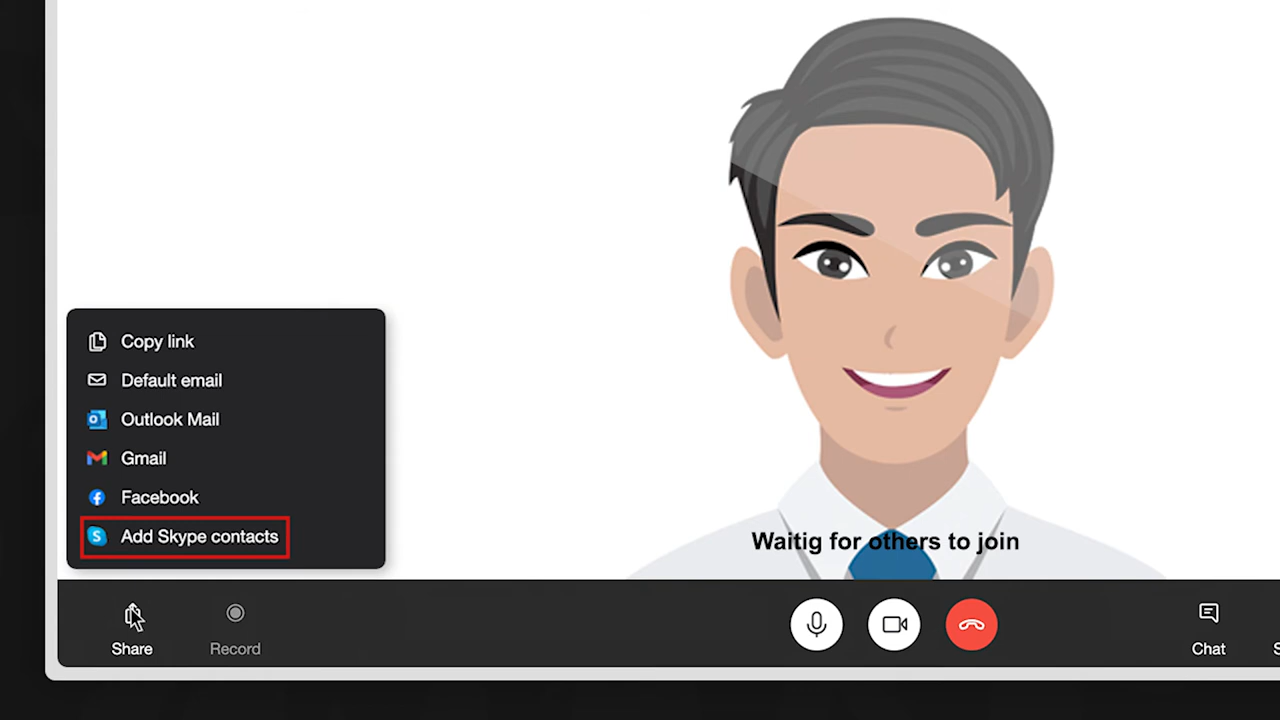 Copy link
Default email
Outlook Mail
Gmail
Facebook
Add Skype contacts
Waitig for others to join
Share
Record
Chat